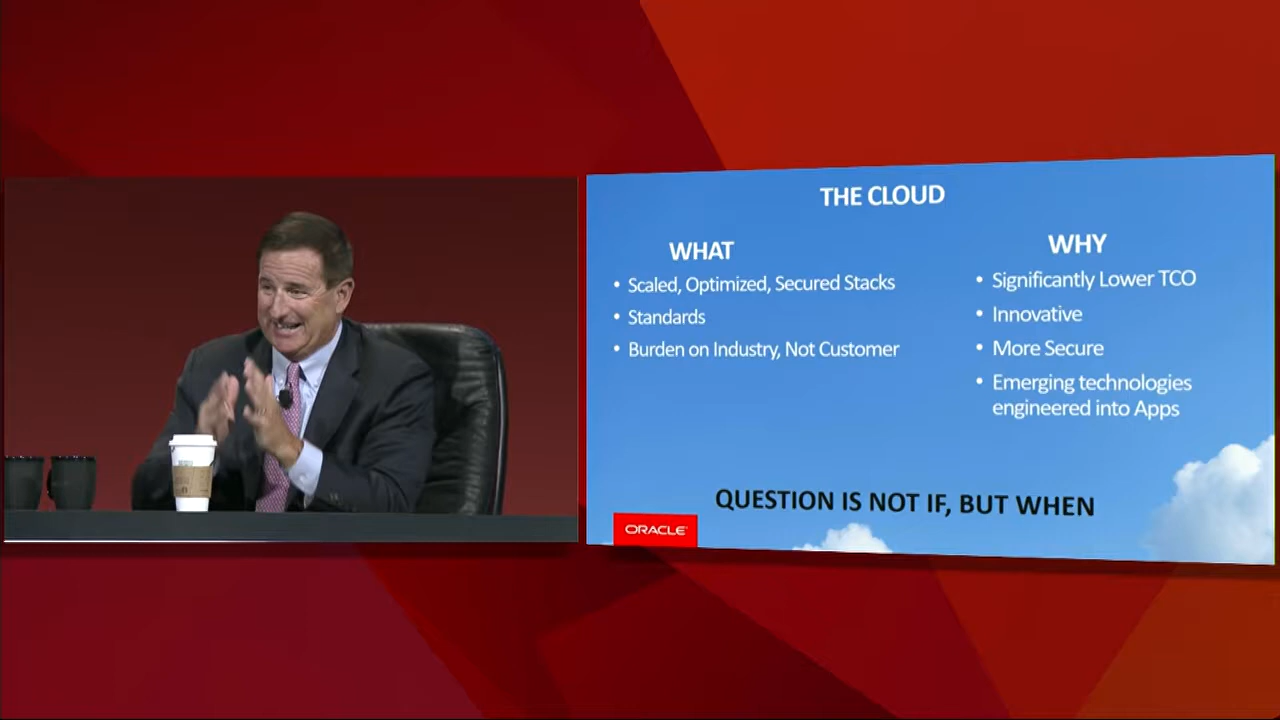 THE CLOUD
WHAT
• Scaled, Optimized, Secured Stacks
• Standards
• Burden on Industry, Not Customer
WHY
• Significantly Lower TCO
• Innovative
• More Secure
• Emerging technologies
engineered into Apps
QUESTION IS NOT IF, BUT WHEN
ORACLE